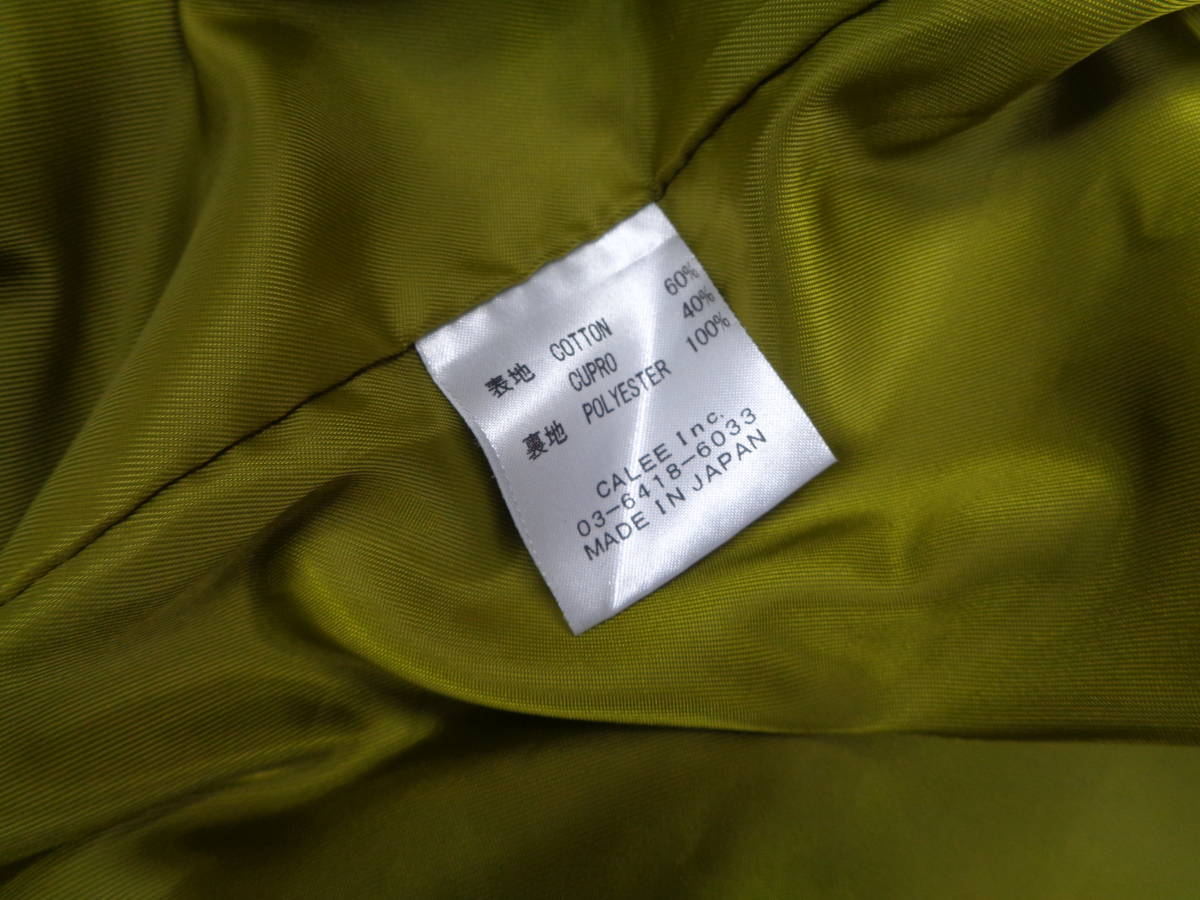 表地 COTTON 60%
CUPRO 40%
裏地 POLYESTER 100%
CALEE Inc.
03-6418-6033
MADE IN JAPAN